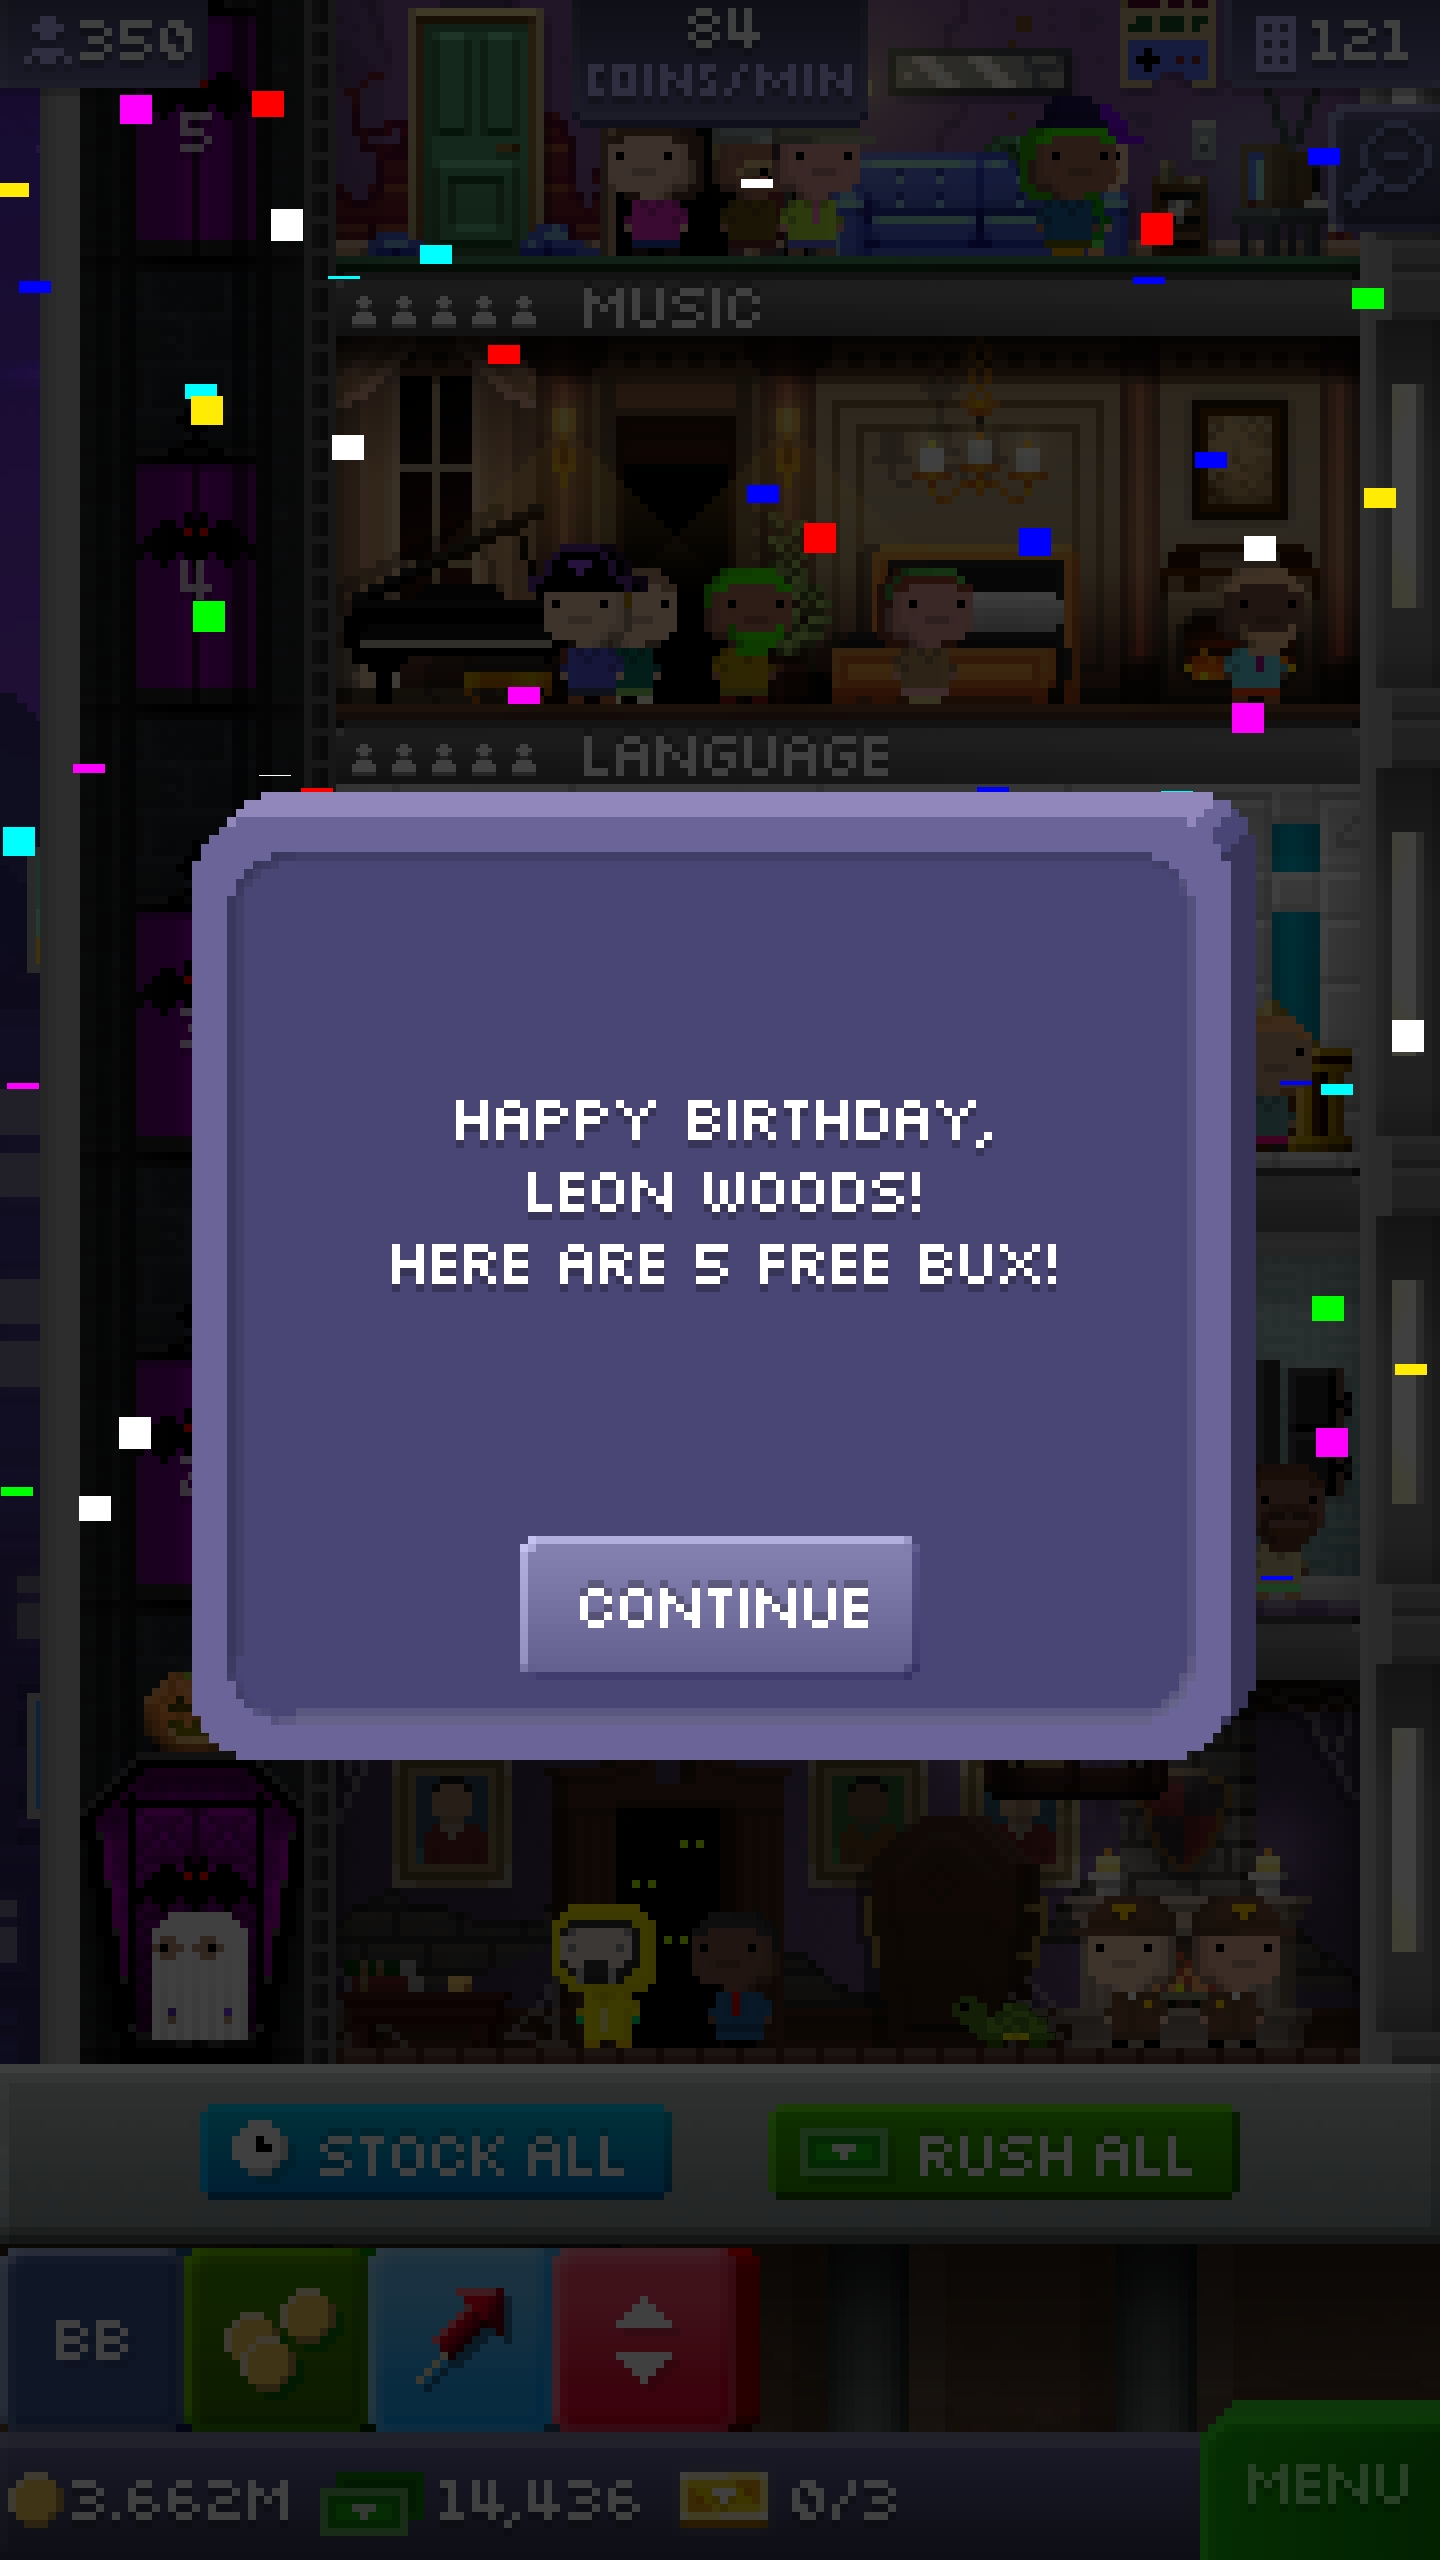 350
84
COINS/MIN
121
5
MUSIC
4
LANGUAGE
HAPPY BIRTHDAY,
LEON WOODS!
HERE ARE 5 FREE BUX!
CONTINUE
STOCK ALL
RUSH ALL
BB
3.662M
14,436
0/3
MENU